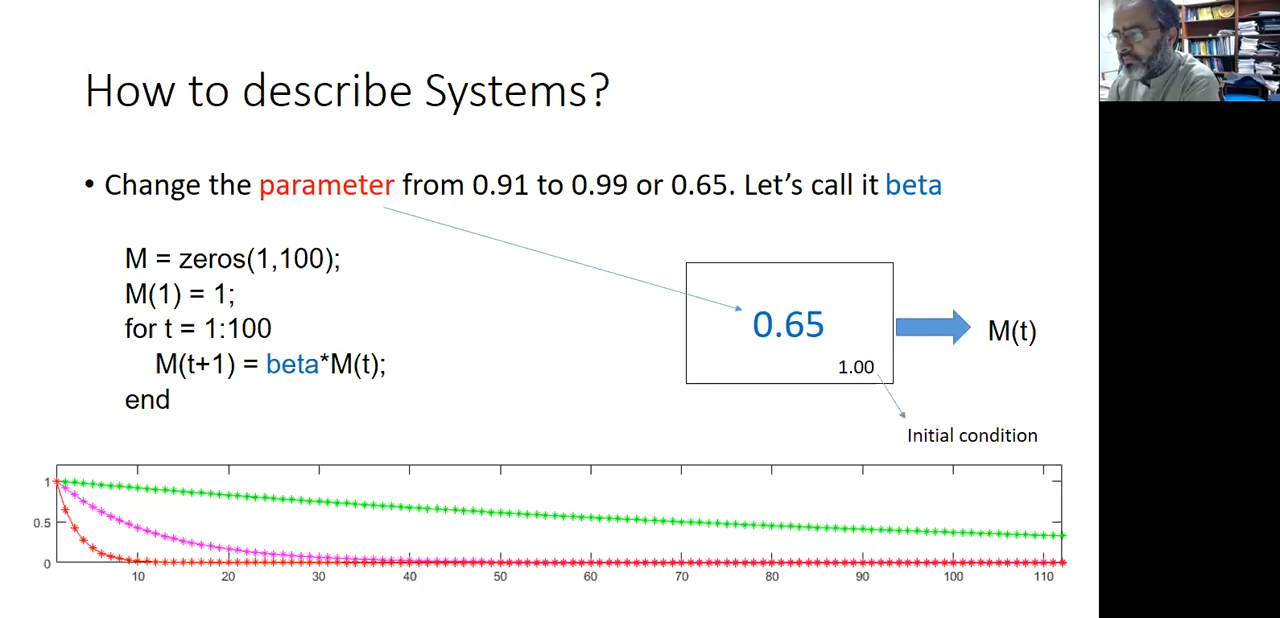 How to describe Systems?
• Change the parameter from 0.91 to 0.99 or 0.65. Let's call it beta
M = zeros(1,100);
M(1) = 1;
for t = 1:100
M(t+1) = beta*M(t);
end
0.65
1.00
M(t)
Initial condition
1
0.5
0
10 20 30 40 50 60 70 80 90 100 110